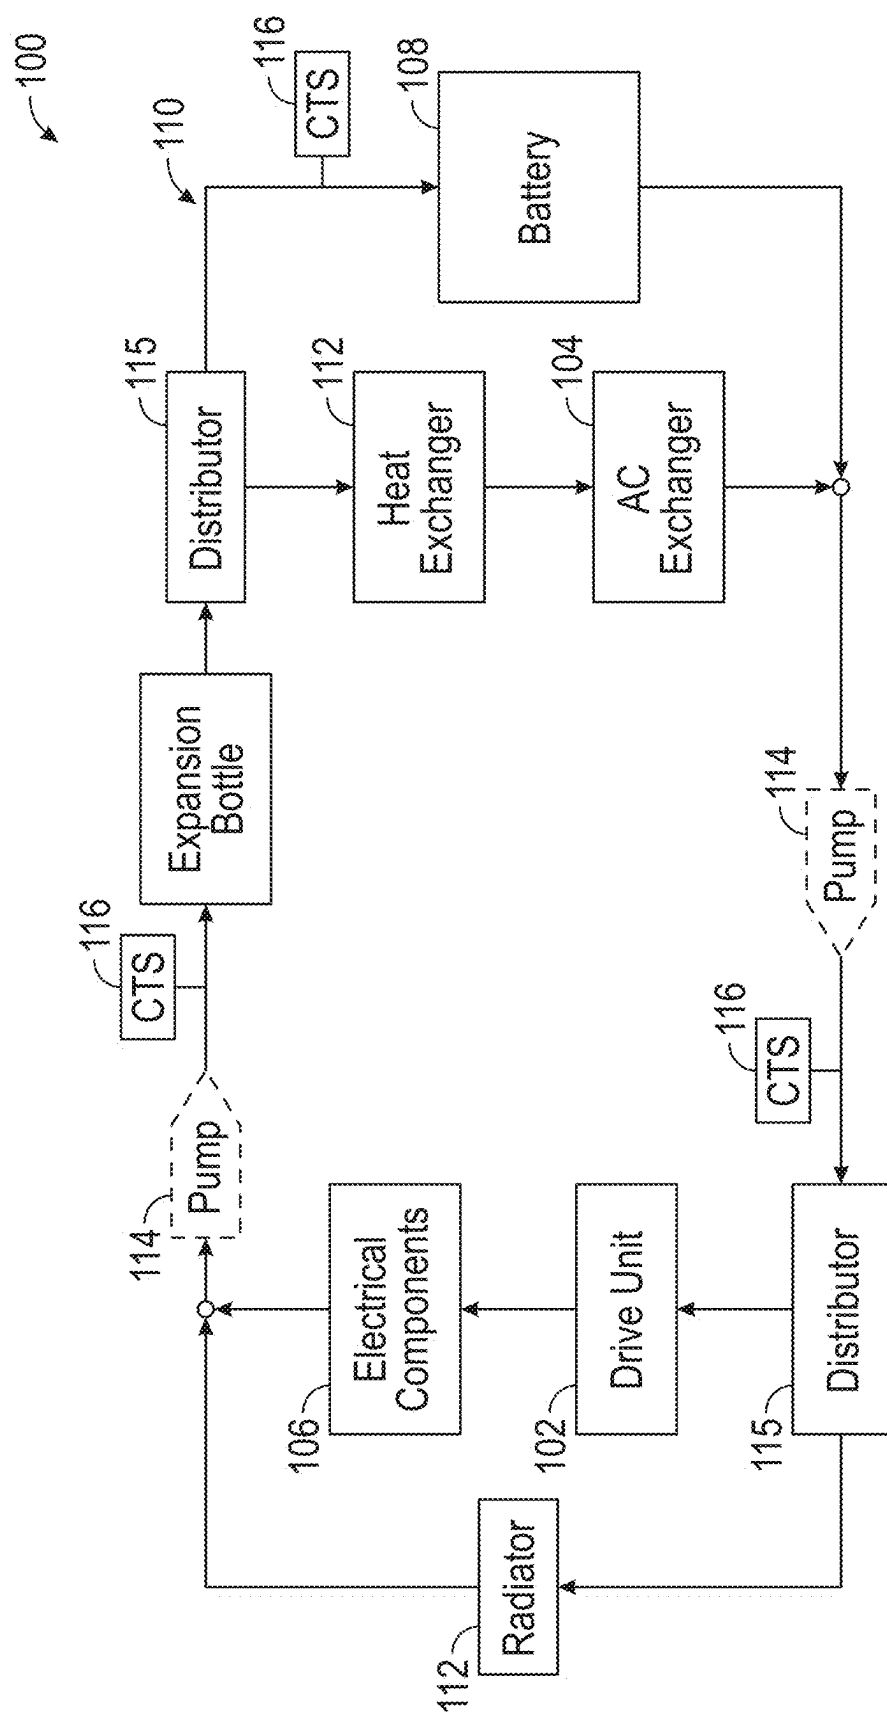 100
110
116
CTS
108
Battery
115
Distributor
112
Heat
Exchanger
104
AC
Exchanger
Expansion
Bottle
116
CTS
114
Pump
114
Pump
116
CTS
106
Electrical
Components
102
Drive Unit
115
Distributor
112
Radiator